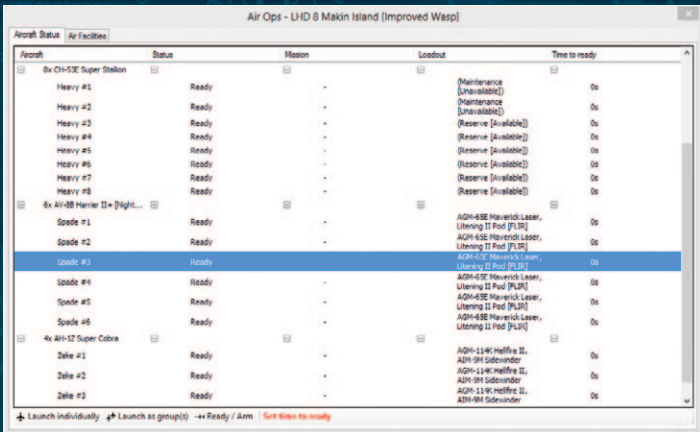 Air Ops - LHD 8 Makin Island [Improved Wasp]
Aircraft Status Air Facilities
Aircraft Status Mission Loadout Time to ready
8x CH-53E Super Stallion
Heavy #1 Ready - (Maintenance [Unavailable]) 0s
Heavy #2 Ready - (Maintenance [Unavailable]) 0s
Heavy #3 Ready - (Reserve [Available]) 0s
Heavy #4 Ready - (Reserve [Available]) 0s
Heavy #5 Ready - (Reserve [Available]) 0s
Heavy #6 Ready - (Reserve [Available]) 0s
Heavy #7 Ready - (Reserve [Available]) 0s
Heavy #8 Ready - (Reserve [Available]) 0s
6x AV-8B Harrier II+ [Night...
Spade #1 Ready - AGM-65E Maverick Laser, Litening II Pod [FLIR] 0s
Spade #2 Ready - AGM-65E Maverick Laser, Litening II Pod [FLIR] 0s
Spade #3 Ready - AGM-65E Maverick Laser, Litening II Pod [FLIR] 0s
Spade #4 Ready - AGM-65E Maverick Laser, Litening II Pod [FLIR] 0s
Spade #5 Ready - AGM-65E Maverick Laser, Litening II Pod [FLIR] 0s
Spade #6 Ready - AGM-65E Maverick Laser, Litening II Pod [FLIR] 0s
4x AH-1Z Super Cobra
Zeke #1 Ready - AGM-114K Hellfire II, AIM-9M Sidewinder 0s
Zeke #2 Ready - AGM-114K Hellfire II, AIM-9M Sidewinder 0s
Zeke #3 Ready - AGM-114K Hellfire II, AIM-9M Sidewinder 0s
Launch individually Launch as group(s) Ready / Arm Set time to ready